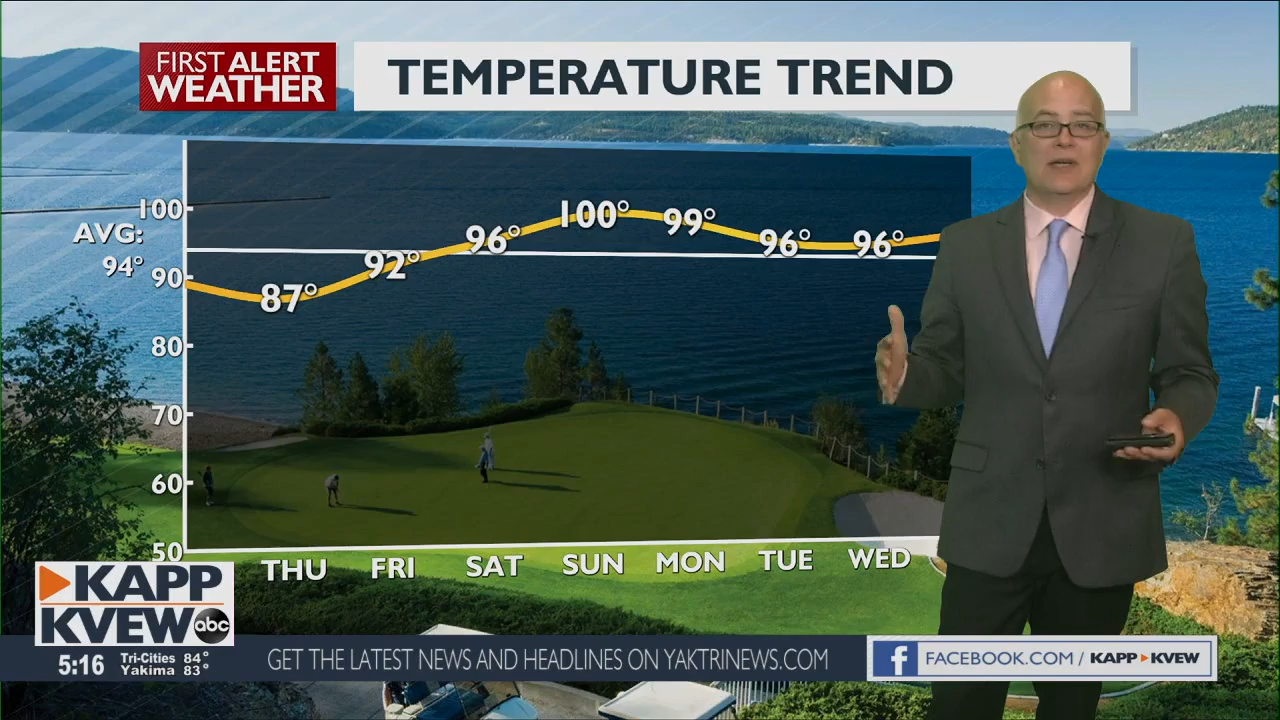 FIRST ALERT
WEATHER
TEMPERATURE TREND
100
AVG:
94°
90
80
70
60
50
87°
92°
96°
100°
99°
96°
96°
THU FRI SAT SUN MON TUE WED
KAPP
KVEW abc
5:16
Tri-Cities 84°
Yakima 83°
GET THE LATEST NEWS AND HEADLINES ON YAKTRINEWS.COM
f FACEBOOK.COM / KAPP KVEW